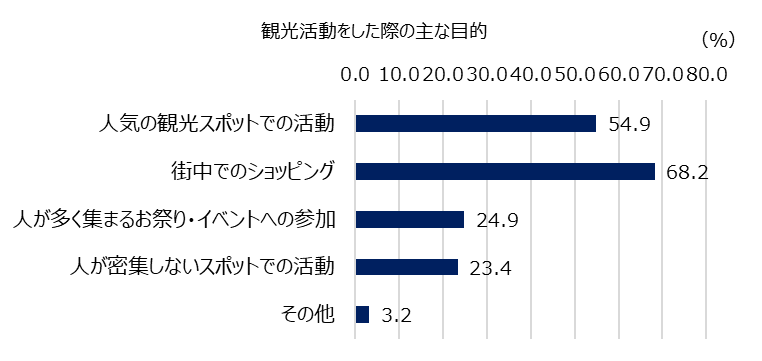 観光活動をした際の主な目的
(%)
0.0 10.0 20.0 30.0 40.0 50.0 60.0 70.0 80.0
人気の観光スポットでの活動 54.9
街中でのショッピング 68.2
人が多く集まるお祭り・イベントへの参加 24.9
人が密集しないスポットでの活動 23.4
その他 3.2